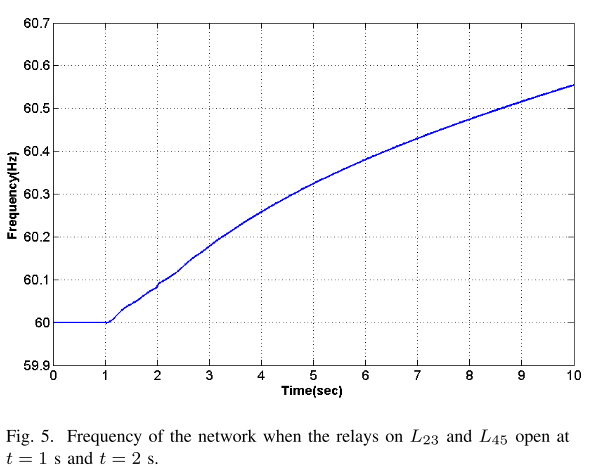 60.7
60.6
60.5
60.4
60.3
60.2
60.1
60
59.9
Frequency(Hz)
0 1 2 3 4 5 6 7 8 9 10
Time(sec)
Fig. 5. Frequency of the network when the relays on L23 and L45 open at
t = 1 s and t = 2 s.